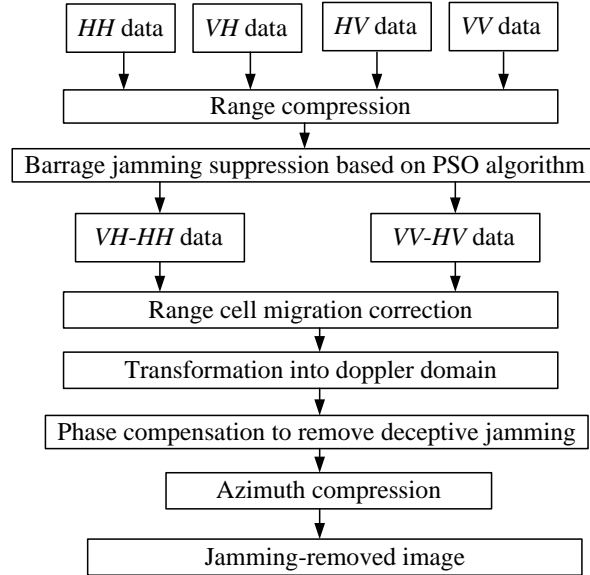 HH data
VH data
HV data
VV data
Range compression
Barrage jamming suppression based on PSO algorithm
VH-HH data
VV-HV data
Range cell migration correction
Transformation into doppler domain
Phase compensation to remove deceptive jamming
Azimuth compression
Jamming-removed image